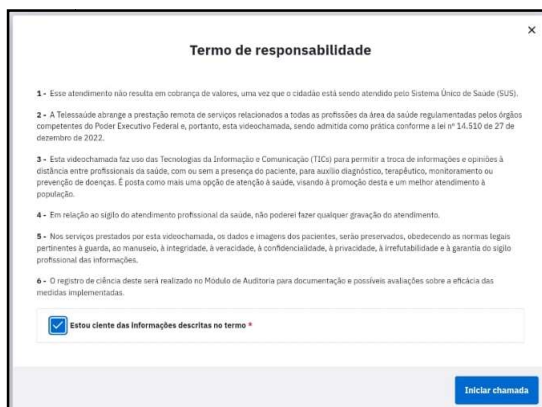 ×
Termo de responsabilidade
1 - Esse atendimento não resulta em cobrança de valores, uma vez que o cidadão está sendo atendido pelo Sistema Único de Saúde (SUS).
2 - A Telessaúde abrange a prestação remota de serviços relacionados a todas as profissões da área da saúde regulamentadas pelos órgãos
competentes do Poder Executivo Federal e, portanto, esta videochamada, sendo admitida como prática conforme a lei nº 14.510 de 27 de
dezembro de 2022.
3 - Esta videochamada faz uso das Tecnologias da Informação e Comunicação (TICs) para permitir a troca de informações e opiniões à
distância entre profissionais da saúde, com ou sem a presença do paciente, para auxílio diagnóstico, terapêutico, monitoramento ou
prevenção de doenças. É posta como mais uma opção de atenção à saúde, visando à promoção desta e um melhor atendimento à
população.
4 - Em relação ao sigilo do atendimento profissional da saúde, não poderei fazer qualquer gravação do atendimento.
5 - Nos serviços prestados por esta videochamada, os dados e imagens dos pacientes, serão preservados, obedecendo as normas legais
pertinentes à guarda, ao manuseio, à integridade, à veracidade, à confidencialidade, à privacidade, à irrefutabilidade e à garantia do sigilo
profissional das informações.
6 - O registro de ciência deste será realizado no Módulo de Auditoria para documentação e possíveis avaliações sobre a eficácia das
medidas implementadas.
Estou ciente das informações descritas no termo *
Iniciar chamada